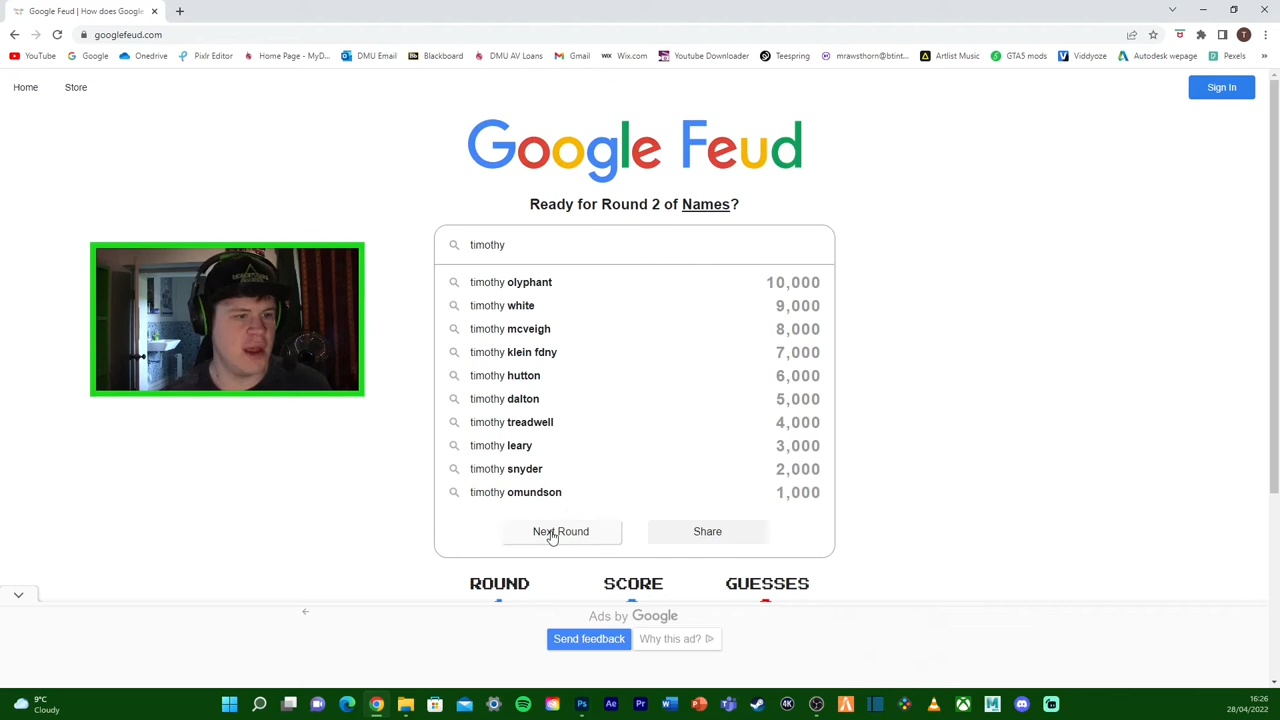 Google Feud | How does Googl
googlefeud.com
YouTube Google Onedrive Pixlr Editor Home Page - MyD... DMU Email Blackboard DMU AV Loans Gmail Wix.com Youtube Downloader Teespring mrawsthorn@btint... Artlist Music GTA5 mods Viddyoze Autodesk wepage Pexels
Home Store Sign In
Google Feud
Ready for Round 2 of Names?
timothy
timothy olyphant 10,000
timothy white 9,000
timothy mcveigh 8,000
timothy klein fdny 7,000
timothy hutton 6,000
timothy dalton 5,000
timothy treadwell 4,000
timothy leary 3,000
timothy snyder 2,000
timothy omundson 1,000
Next Round Share
ROUND SCORE GUESSES
Ads by Google
Send feedback Why this ad?
9°C
Cloudy
16:26
28/04/2022